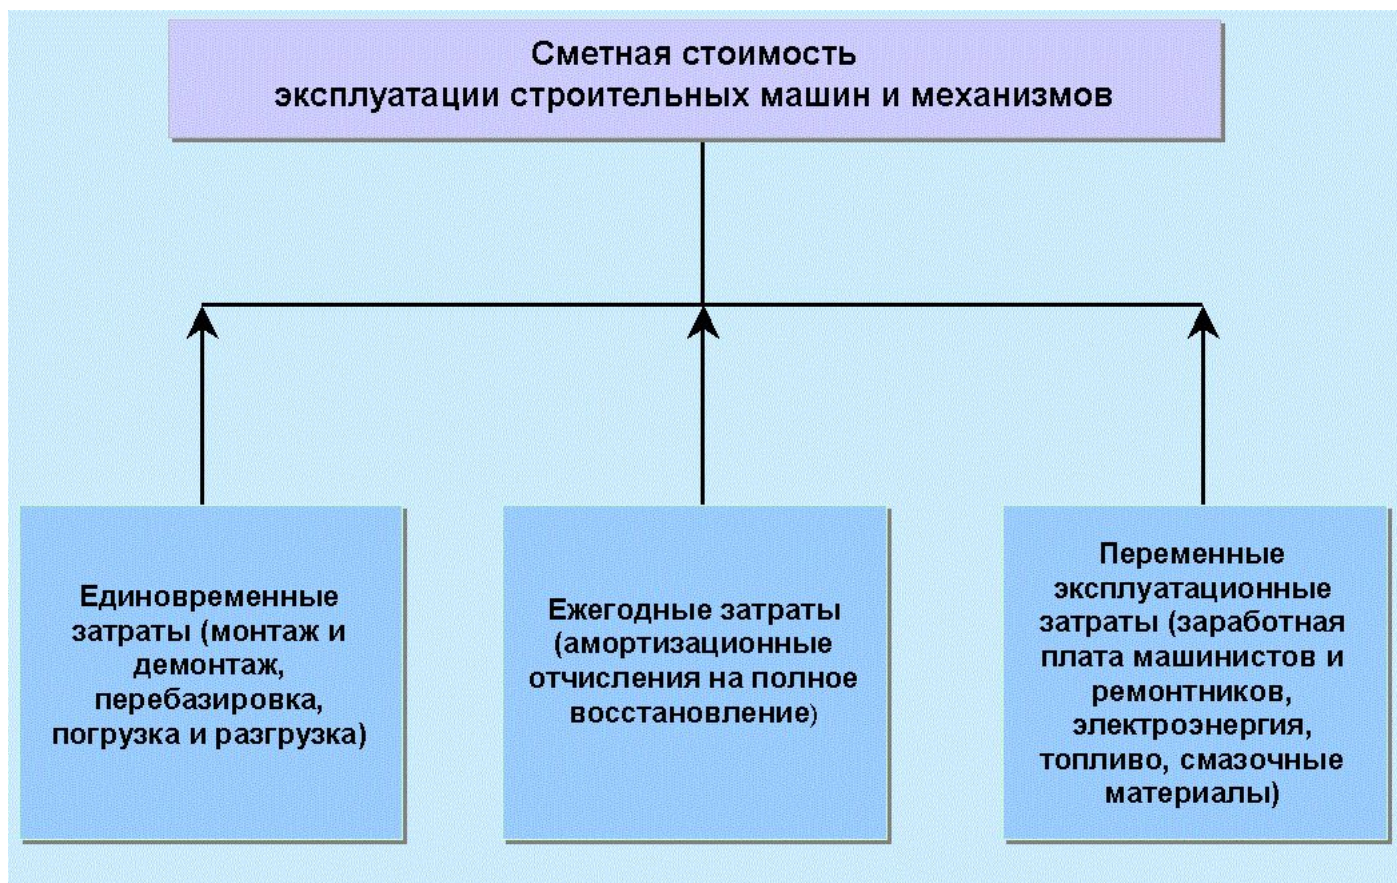 Сметная стоимость
эксплуатации строительных машин и механизмов
Единовременные
затраты (монтаж и
демонтаж,
перебазировка,
погрузка и разгрузка)
Ежегодные затраты
(амортизационные
отчисления на полное
восстановление)
Переменные
эксплуатационные
затраты (заработная
плата машинистов и
ремонтников,
электроэнергия,
топливо, смазочные
материалы)